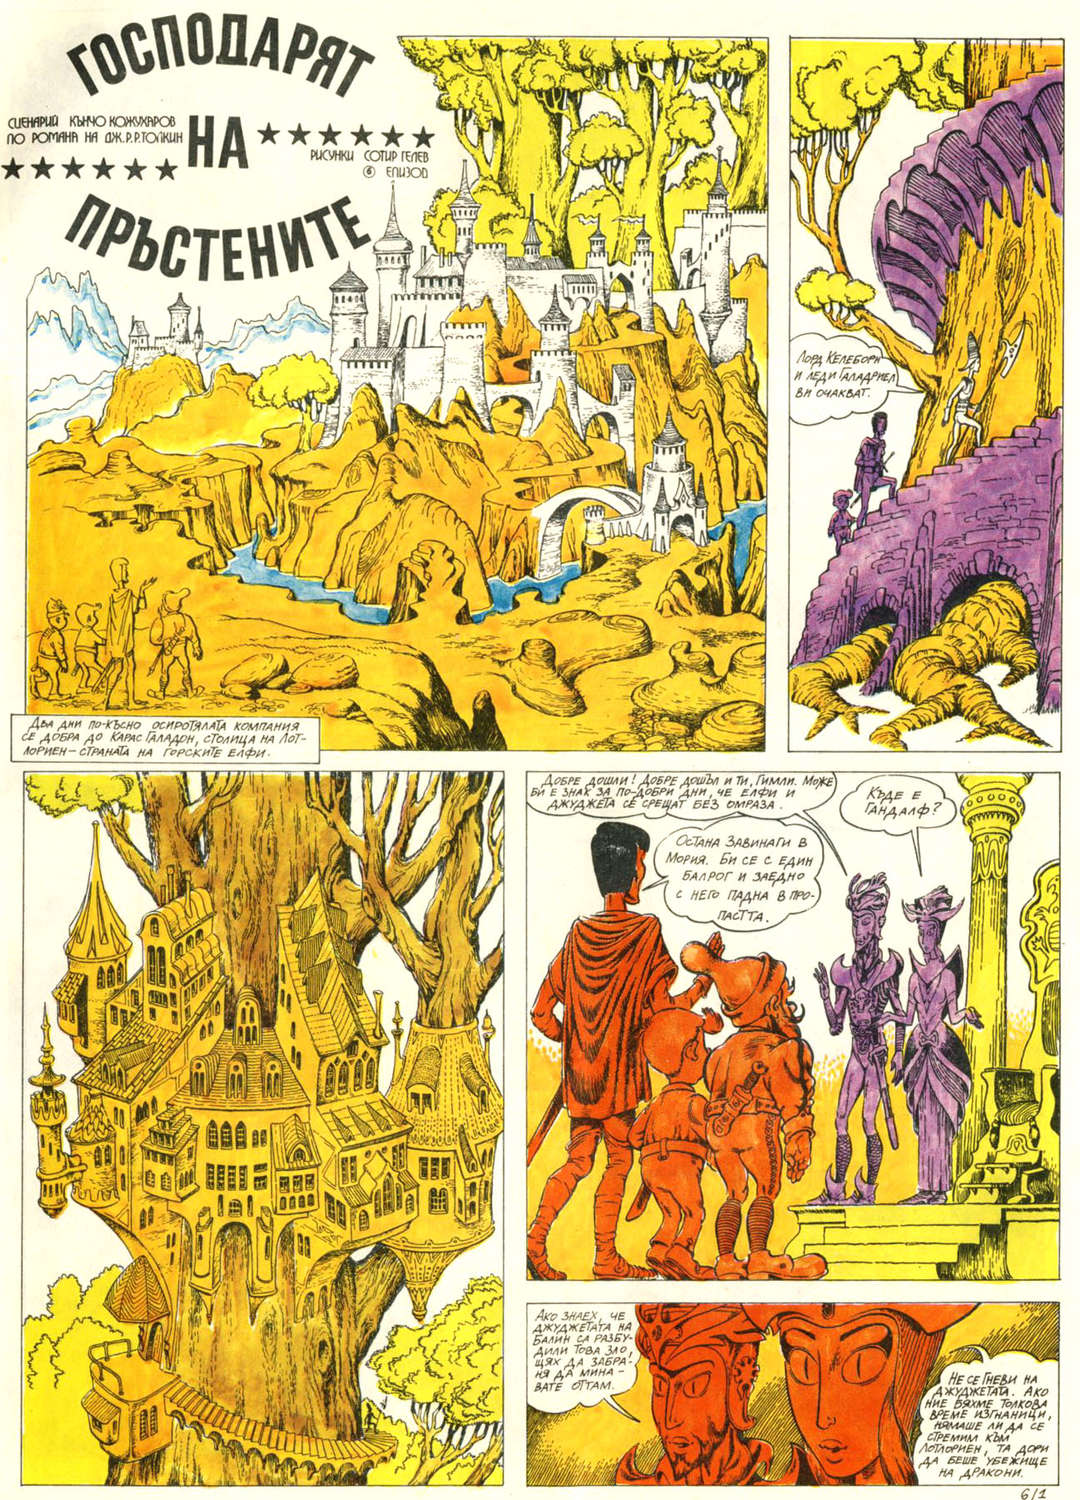 ГОСПОДАРЯТ
НА
ПРЪСТЕНИТЕ
СЦЕНАРИЙ КЪНЧО КОЖУХАРОВ
ПО РОМАНА НА ДЖ.Р.Р.ТОЛКИН
РИСУНКИ СОТИР ГЕЛЕВ
6 ЕПИЗОД
ДВА ДНИ ПО-КЪСНО ОСИРОТЯЛАТА КОМПАНИЯ
СЕ ДОБРА ДО КАРАС ГАЛАДОН, СТОЛИЦА НА ЛОТ-
ЛОРИЕН-СТРАНАТА НА ГОРСКИТЕ ЕЛФИ.
ЛОРД КЕЛЕБОРН
И ЛЕДИ ГАЛАДРИЕЛ
ВИ ОЧАКВАТ.
ДОБРЕ ДОШЛИ! ДОБРЕ ДОШЪЛ И ТИ, ГИМЛИ. МОЖЕ
БИ Е ЗНАК ЗА ПО-ДОБРИ ДНИ, ЧЕ ЕЛФИ И
ДЖУДЖЕТА СЕ СРЕЩАТ БЕЗ ОМРАЗА.
КЪДЕ Е
ГАНДАЛФ?
ОСТАНА ЗАВИНАГИ В
МОРИЯ. БИ СЕ С ЕДИН
БАЛРОГ И ЗАЕДНО
С НЕГО ПАДНА В ПРО-
ПАСТТА.
АКО ЗНАЕХ, ЧЕ
ДЖУДЖЕТАТА НА
БАЛИН СА РАЗБУ-
ДИЛИ ТОВА ЗЛО,
ЩЯХ ДА ЗАБРА-
НЯ ДА МИНА-
ВАТЕ ОТТАМ.
НЕ СЕ ГНЕВИ НА
ДЖУДЖЕТАТА. АКО
НИЕ БЯХМЕ ТОЛКОВА
ВРЕМЕ ИЗГНАНИЦИ,
НЯМАШЕ ЛИ ДА СЕ
СТРЕМИМ КЪМ
ЛОТЛОРИЕН, ТА ДОРИ
ДА БЕШЕ УБЕЖИЩЕ
НА ДРАКОНИ.
6/1